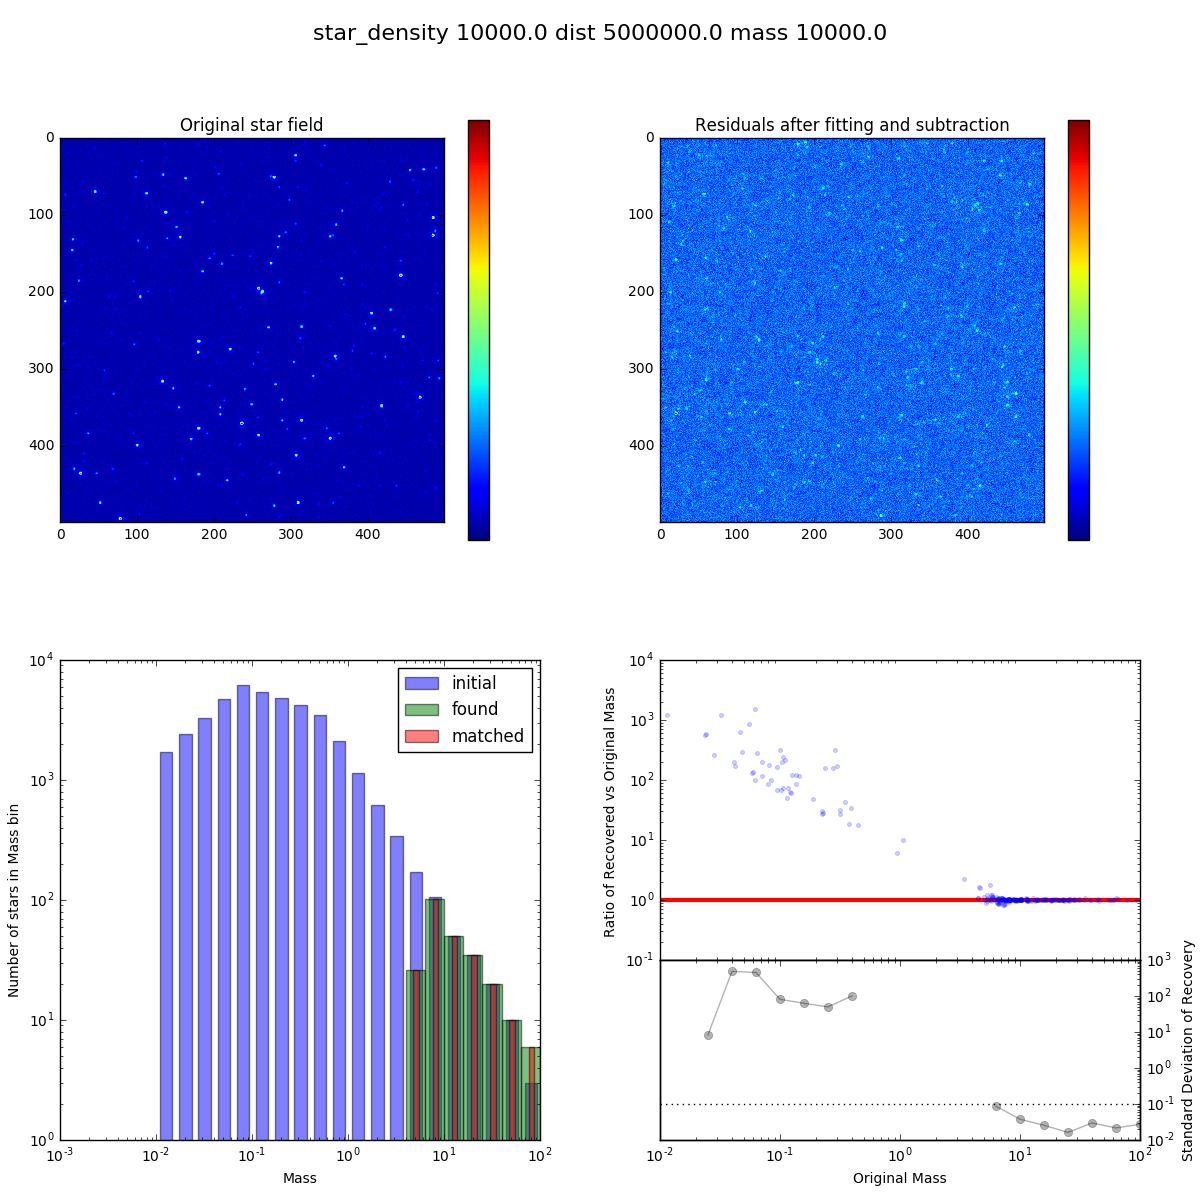 star_density 10000.0 dist 5000000.0 mass 10000.0
Original star field
0
100
200
300
400
0 100 200 300 400
Residuals after fitting and subtraction
0
100
200
300
400
0 100 200 300 400
Number of stars in Mass bin
10^4
10^3
10^2
10^1
10^0
initial
found
matched
10^-3 10^-2 10^-1 10^0 10^1 10^2
Mass
Ratio of Recovered vs Original Mass
10^4
10^3
10^2
10^1
10^0
10^-1
10^3
10^2
10^1
10^0
10^-1
10^-2
Standard Deviation of Recovery
10^-2 10^-1 10^0 10^1 10^2
Original Mass